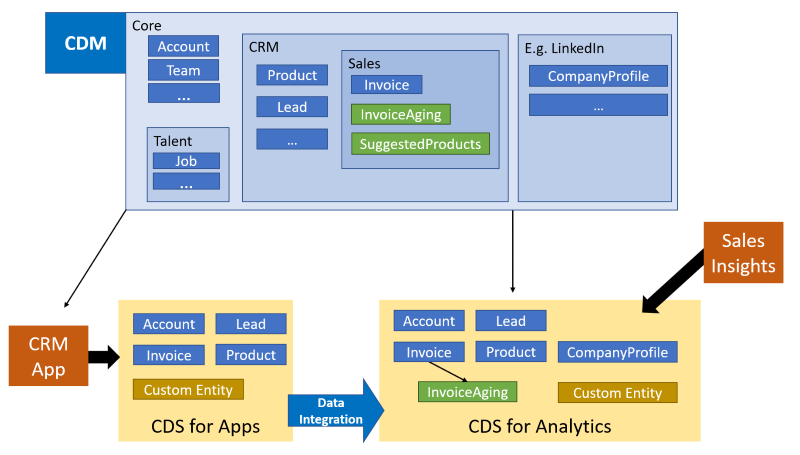 CDM
Core
Account
Team
...
Talent
Job
...
CRM
Product
Lead
...
Sales
Invoice
InvoiceAging
SuggestedProducts
E.g. LinkedIn
CompanyProfile
...
Sales
Insights
CRM
App
Account
Lead
Invoice
Product
Custom Entity
CDS for Apps
Data
Integration
Account
Lead
Invoice
Product
CompanyProfile
InvoiceAging
Custom Entity
CDS for Analytics